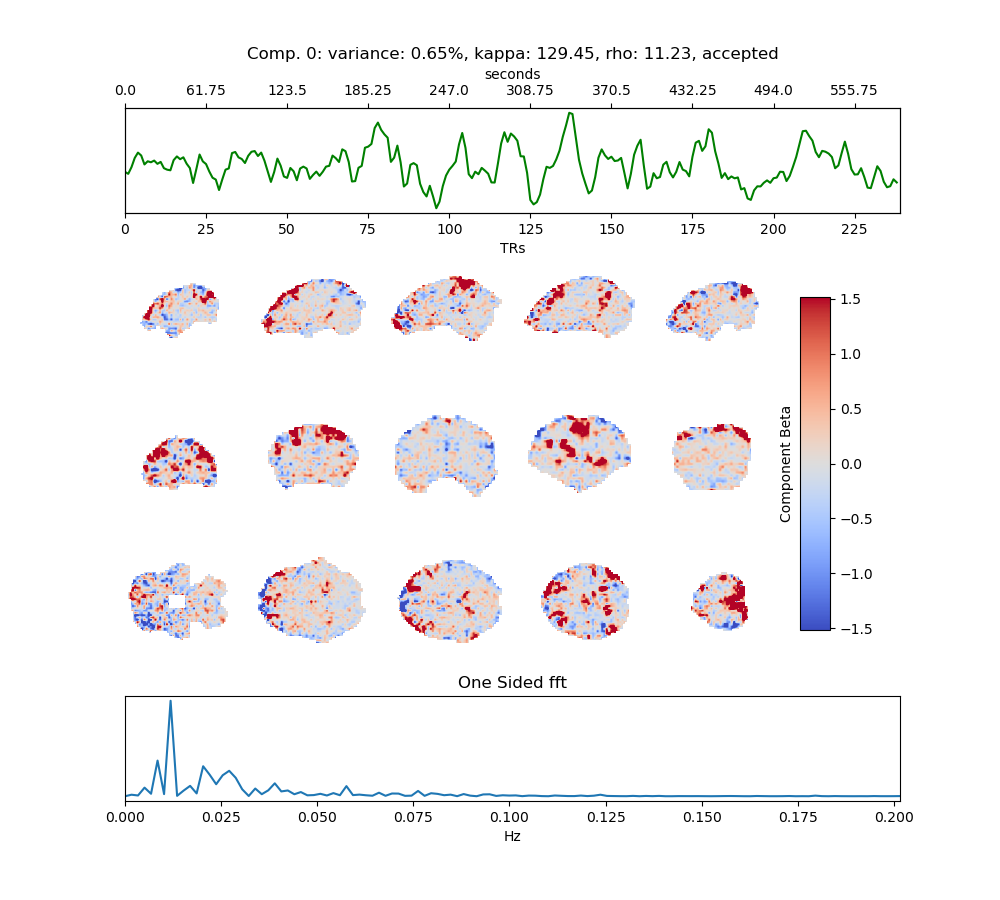 Comp. 0: variance: 0.65%, kappa: 129.45, rho: 11.23, accepted
seconds
0.0 61.75 123.5 185.25 247.0 308.75 370.5 432.25 494.0 555.75
0 25 50 75 100 125 150 175 200 225
TRs
1.5
1.0
0.5
0.0
−0.5
−1.0
−1.5
Component Beta
One Sided fft
0.000 0.025 0.050 0.075 0.100 0.125 0.150 0.175 0.200
Hz